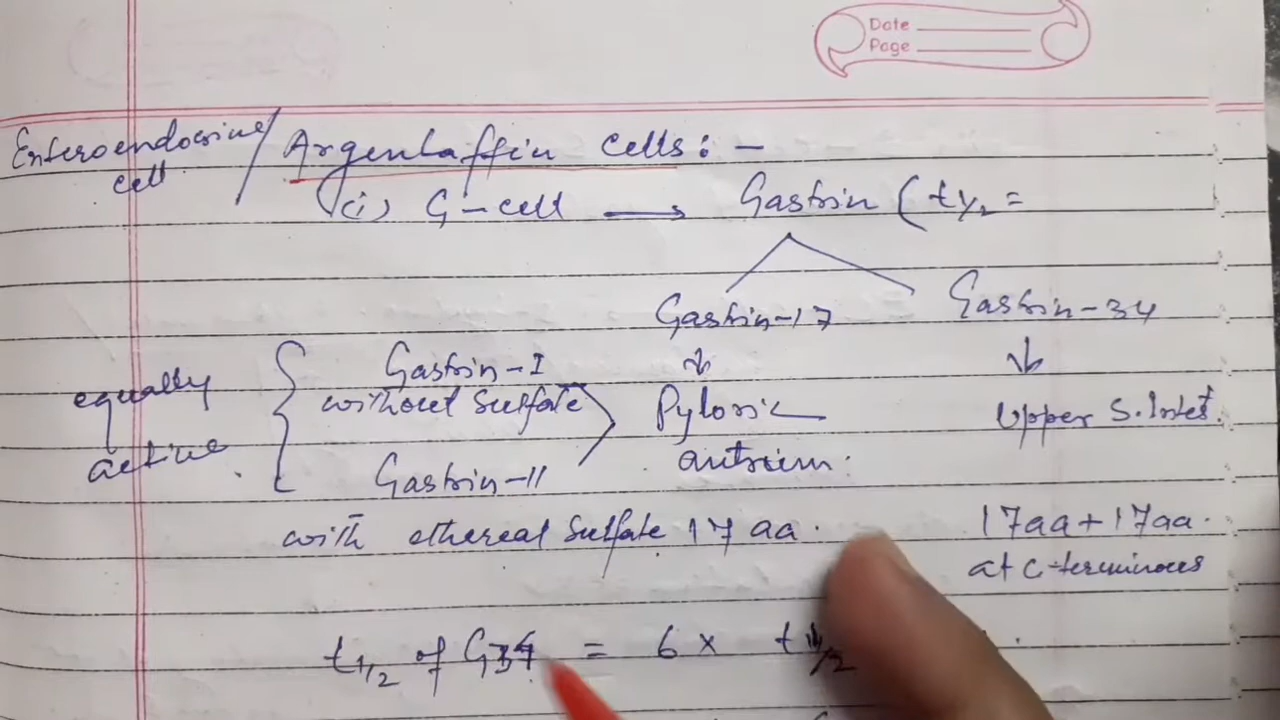 Date
Page
Enteroendocrine/ Argentaffin cells: -
cell
(i) G-cell → Gastrin ( t½ =
Gastrin-17 Gastrin-34
Gastrin-I ↓ ↓
equally without sulfate Pyloric Upper S. Intest.
active Gastrin-II antrum.
with ethereal sulfate 17 aa. 17aa + 17aa.
at C-terminous
t1/2 of G34 = 6 x t1/2